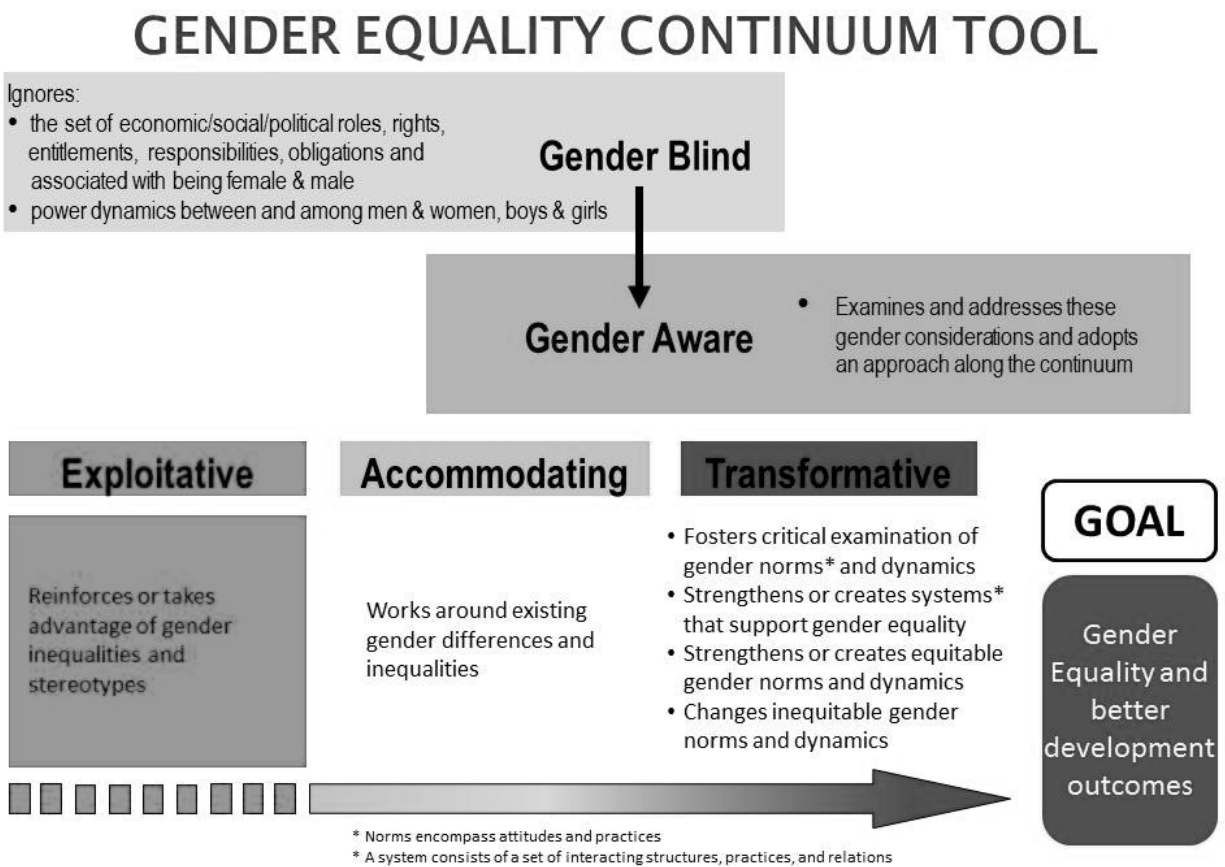 GENDER EQUALITY CONTINUUM TOOL
Ignores:
• the set of economic/social/political roles, rights,
entitlements, responsibilities, obligations and
associated with being female & male
• power dynamics between and among men & women, boys & girls
Gender Blind
Gender Aware
• Examines and addresses these
gender considerations and adopts
an approach along the continuum
Exploitative
Reinforces or takes
advantage of gender
inequalities and
stereotypes
Accommodating
Works around existing
gender differences and
inequalities
Transformative
• Fosters critical examination of
gender norms* and dynamics
• Strengthens or creates systems*
that support gender equality
• Strengthens or creates equitable
gender norms and dynamics
• Changes inequitable gender
norms and dynamics
GOAL
Gender
Equality and
better
development
outcomes
* Norms encompass attitudes and practices
* A system consists of a set of interacting structures, practices, and relations